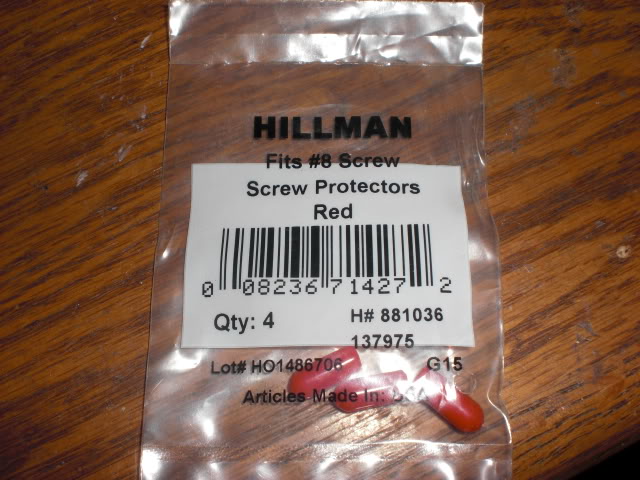 HILLMAN
Fits #8 Screw
Screw Protectors
Red
0 08236 71427 2
Qty: 4 H# 881036
137975
Lot# HO1486706 G15
Articles Made In: USA